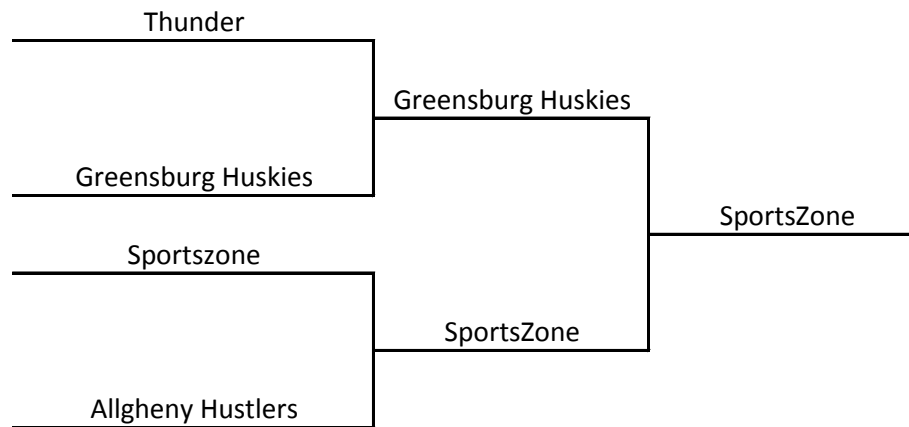 Thunder
Greensburg Huskies
Greensburg Huskies
SportsZone
Sportszone
SportsZone
Allgheny Hustlers